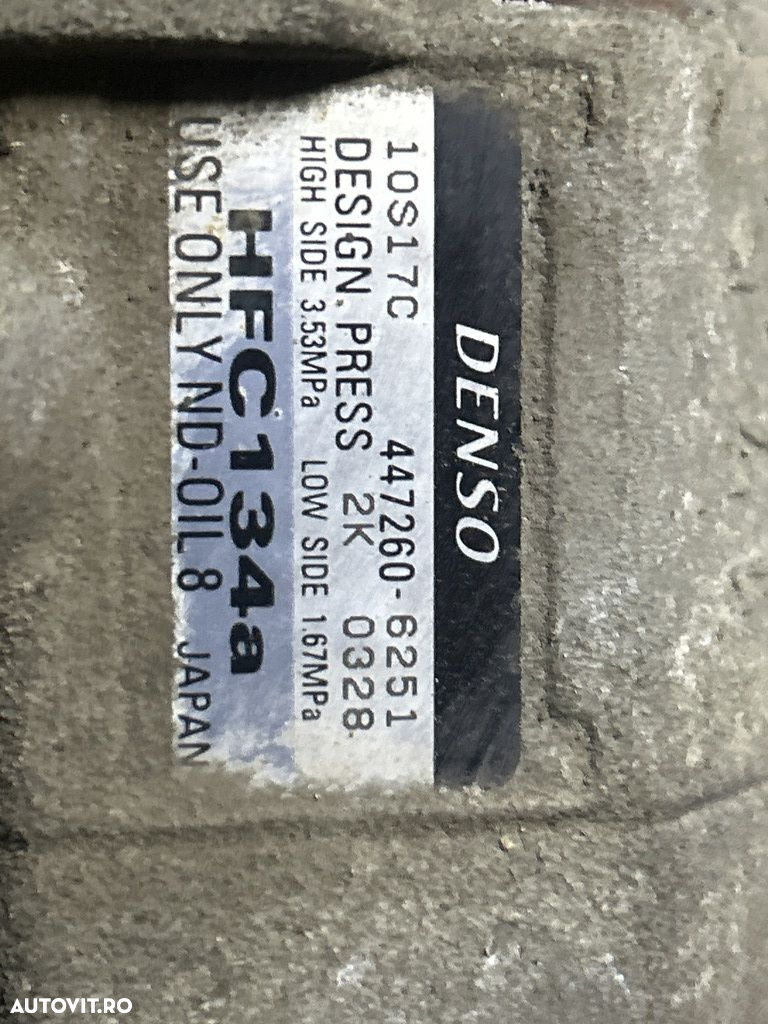 DENSO
10S17C 447260-6251
DESIGN. PRESS 2K 0328
HIGH SIDE 3.53MPa LOW SIDE 1.67MPa
HFC134a
USE ONLY ND-OIL 8 JAPAN
AUTOVIT.RO